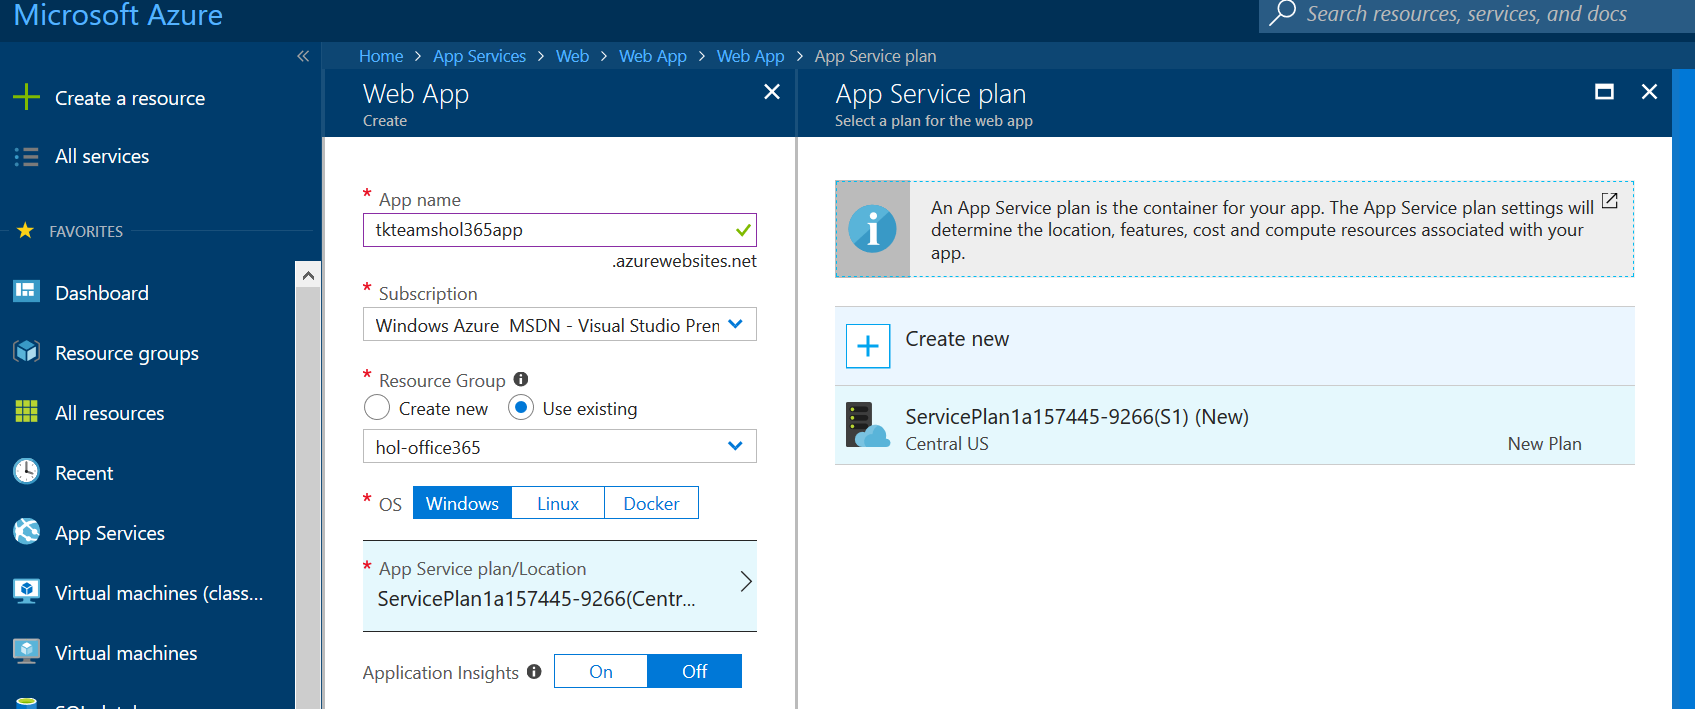 Microsoft Azure
Search resources, services, and docs
Create a resource
All services
FAVORITES
Dashboard
Resource groups
All resources
Recent
App Services
Virtual machines (class...
Virtual machines
Home > App Services > Web > Web App > Web App > App Service plan
Web App
Create
* App name
tkteamshol365app
.azurewebsites.net
* Subscription
Windows Azure MSDN - Visual Studio Prem
* Resource Group
Create new Use existing
hol-office365
* OS Windows Linux Docker
* App Service plan/Location
ServicePlan1a157445-9266(Centr...
Application Insights On Off
App Service plan
Select a plan for the web app
An App Service plan is the container for your app. The App Service plan settings will
determine the location, features, cost and compute resources associated with your
app.
Create new
ServicePlan1a157445-9266(S1) (New)
Central US
New Plan